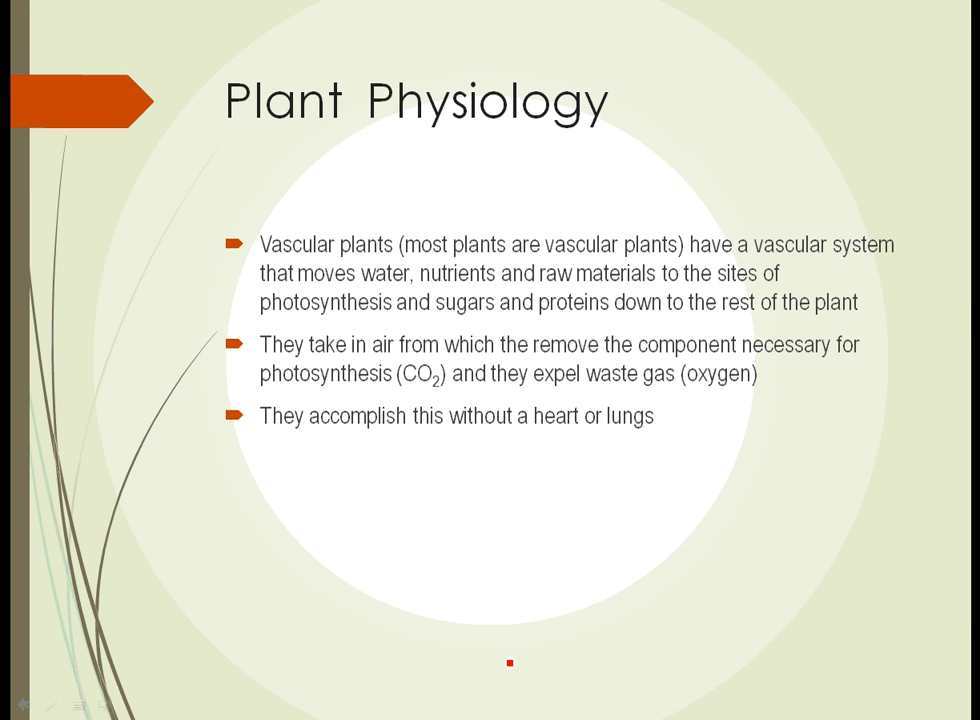 Plant Physiology
Vascular plants (most plants are vascular plants) have a vascular system
that moves water, nutrients and raw materials to the sites of
photosynthesis and sugars and proteins down to the rest of the plant
They take in air from which the remove the component necessary for
photosynthesis (CO₂) and they expel waste gas (oxygen)
They accomplish this without a heart or lungs